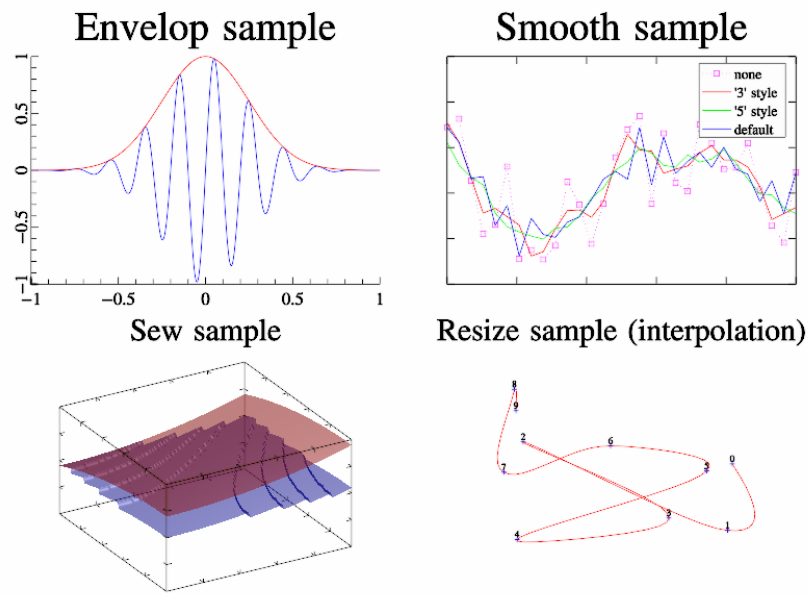 Envelop sample
1
0.5
0
−0.5
−1
−1
−0.5
0
0.5
1
Smooth sample
none
'3' style
'5' style
default
Sew sample
Resize sample (interpolation)
8
9
2
6
0
7
5
3
1
4